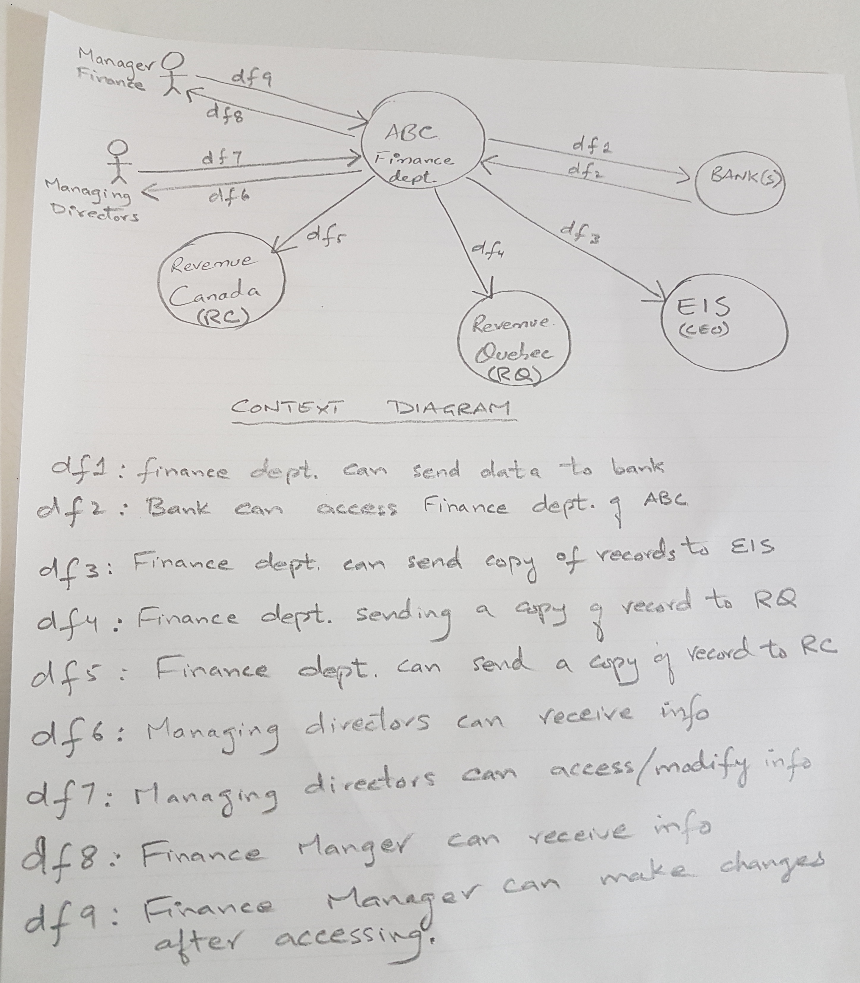 Manager
Finance
df9
df8
ABC
Finance
dept.
df1
df2
BANK(S)
df7
df6
Managing
Directors
df5
df4
df3
Revenue
Canada
(RC)
Revenue
Quebec
(RQ)
EIS
(CEO)
CONTEXT DIAGRAM
df1: finance dept. can send data to bank
df2: Bank can access Finance dept. of ABC
df3: Finance dept. can send copy of records to EIS
df4: Finance dept. sending a copy of record to RQ
df5: Finance dept. can send a copy of record to RC
df6: Managing directors can receive info
df7: Managing directors can access/modify info
df8: Finance Manger can receive info
df9: Finance Manager can make changes
after accessing.